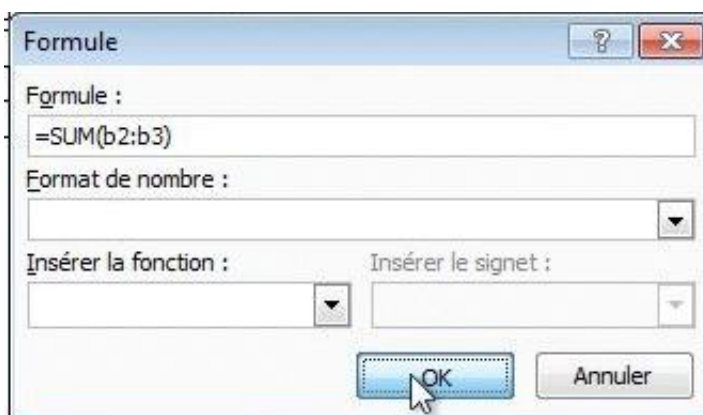 Formule
Formule :
=SUM(b2:b3)
Format de nombre :
Insérer la fonction : Insérer le signet :
OK Annuler